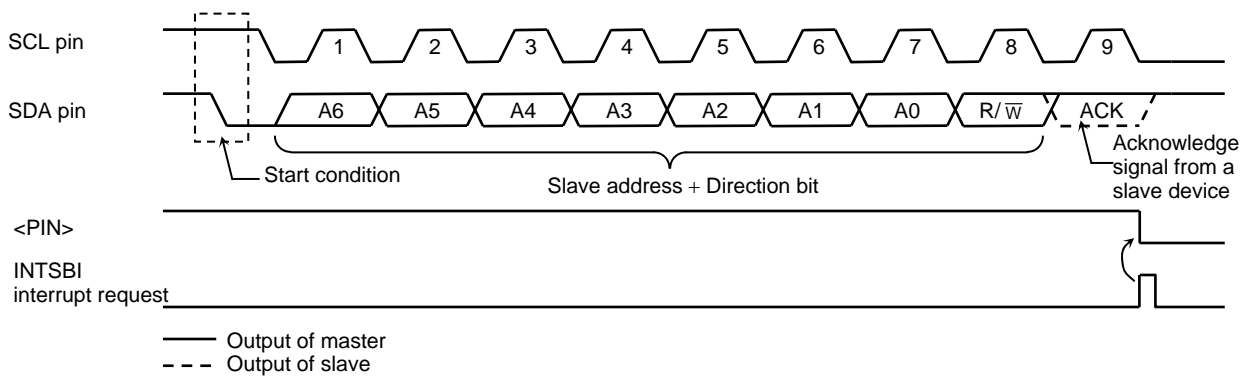 SCL pin
1 2 3 4 5 6 7 8 9
SDA pin
A6 A5 A4 A3 A2 A1 A0 R/W̅ ACK
Start condition
Slave address + Direction bit
Acknowledge
signal from a
slave device
<PIN>
INTSBI
interrupt request
Output of master
Output of slave